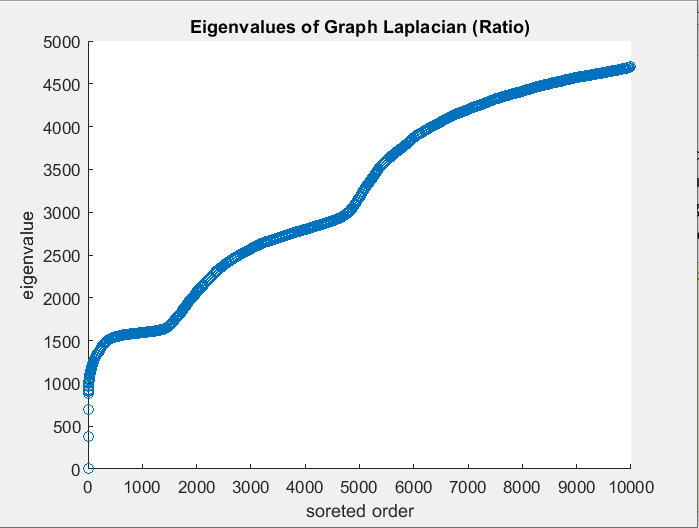 Eigenvalues of Graph Laplacian (Ratio)
5000
4500
4000
3500
3000
2500
2000
1500
1000
500
0
eigenvalue
0 1000 2000 3000 4000 5000 6000 7000 8000 9000 10000
soreted order